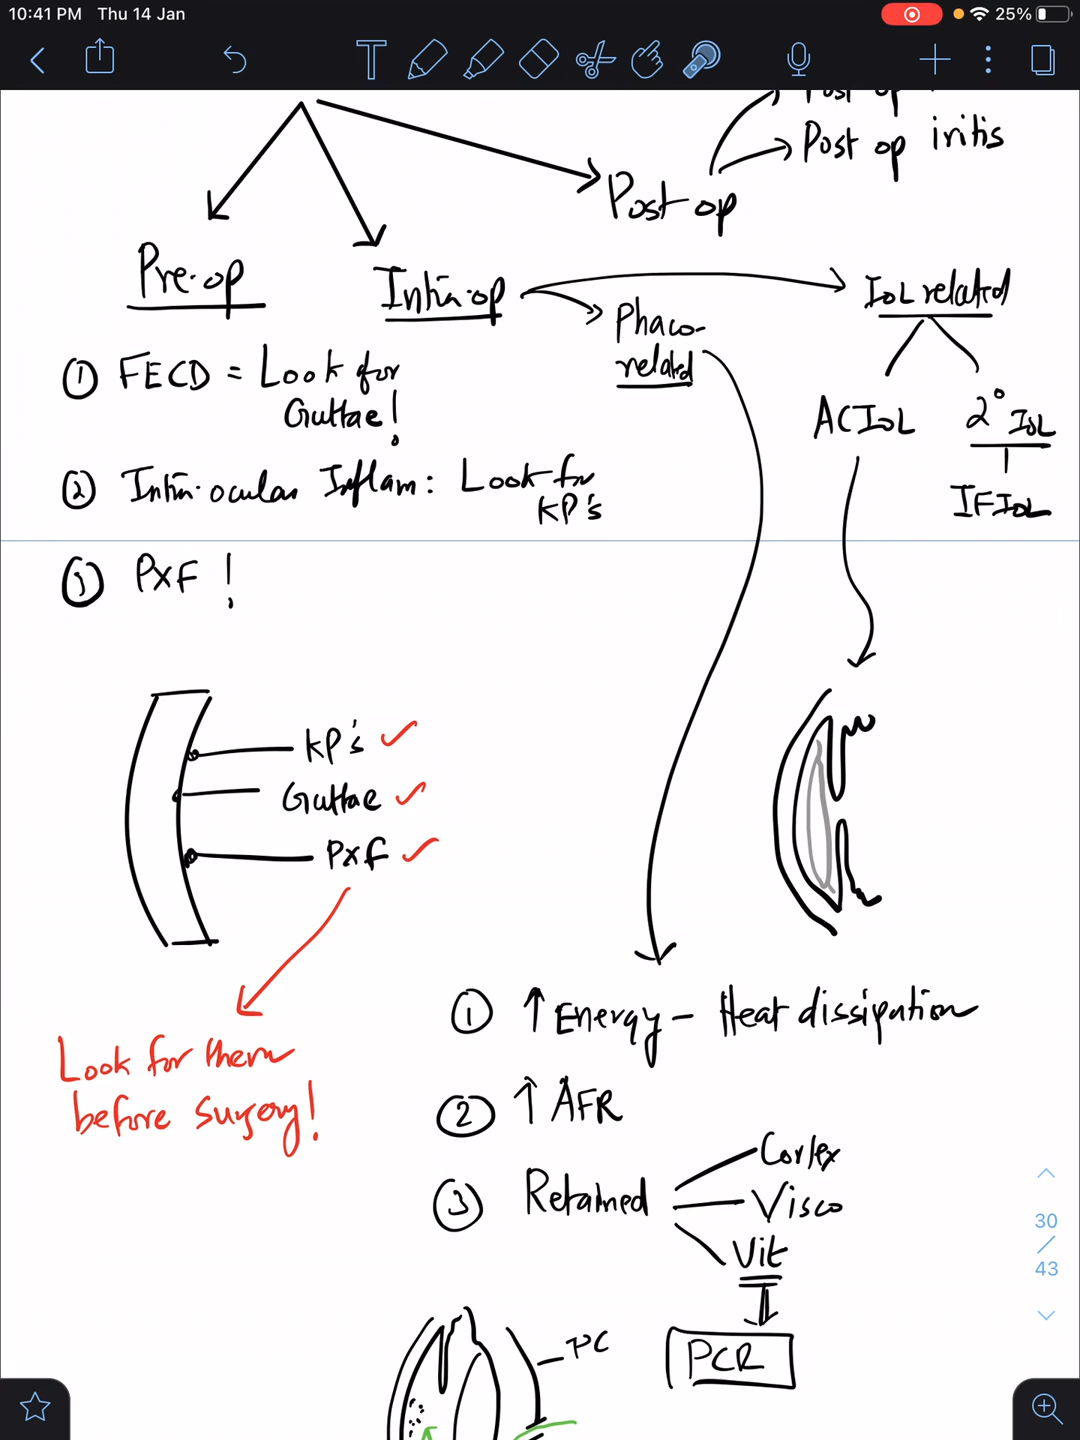 10:41 PM Thu 14 Jan
25%
Post op
Post op iritis
Post op
Pre-op
Intra-op
IOL related
Phaco-
related
① FECD = Look for
Guttae!
ACIOL
2° IOL
IFIOL
② Intra-ocular Inflam: Look for
KP's
③ PXF !
KP's ✓
Guttae ✓
PXF ✓
① ↑ Energy - Heat dissipation
Look for them
before surgery!
② ↑ AFR
③ Retained
Cortex
Visco
Vit
PCR
PC
30
/
43